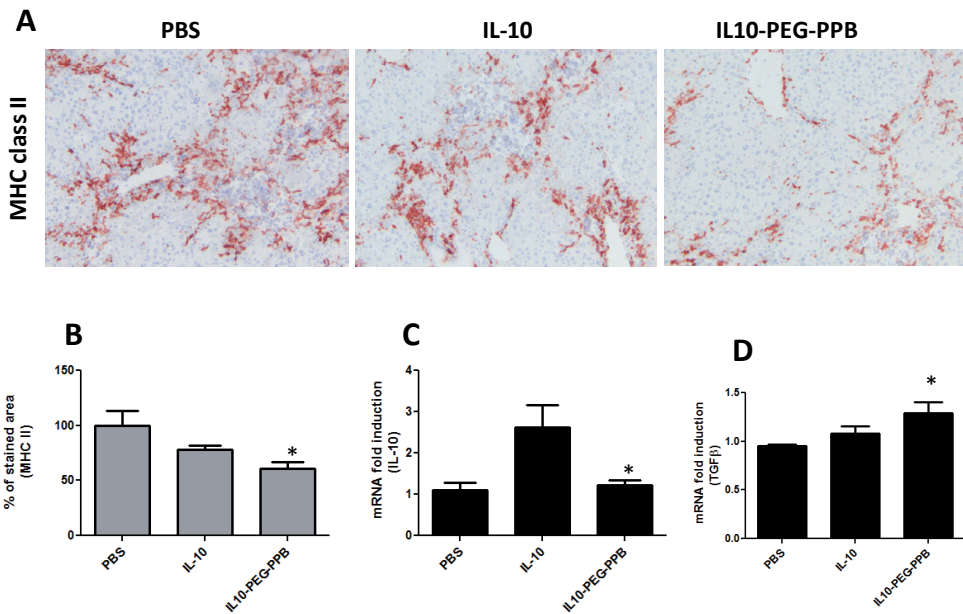 A
PBS
IL-10
IL10-PEG-PPB
MHC class II
B
% of stained area
(MHC II)
150
100
50
0
*
PBS
IL-10
IL10-PEG-PPB
C
mRNA fold induction
(IL-10)
4
3
2
1
0
*
PBS
IL-10
IL10-PEG-PPB
D
mRNA fold induction
(TGFβ)
1.5
1.0
0.5
0.0
*
PBS
IL-10
IL10-PEG-PPB